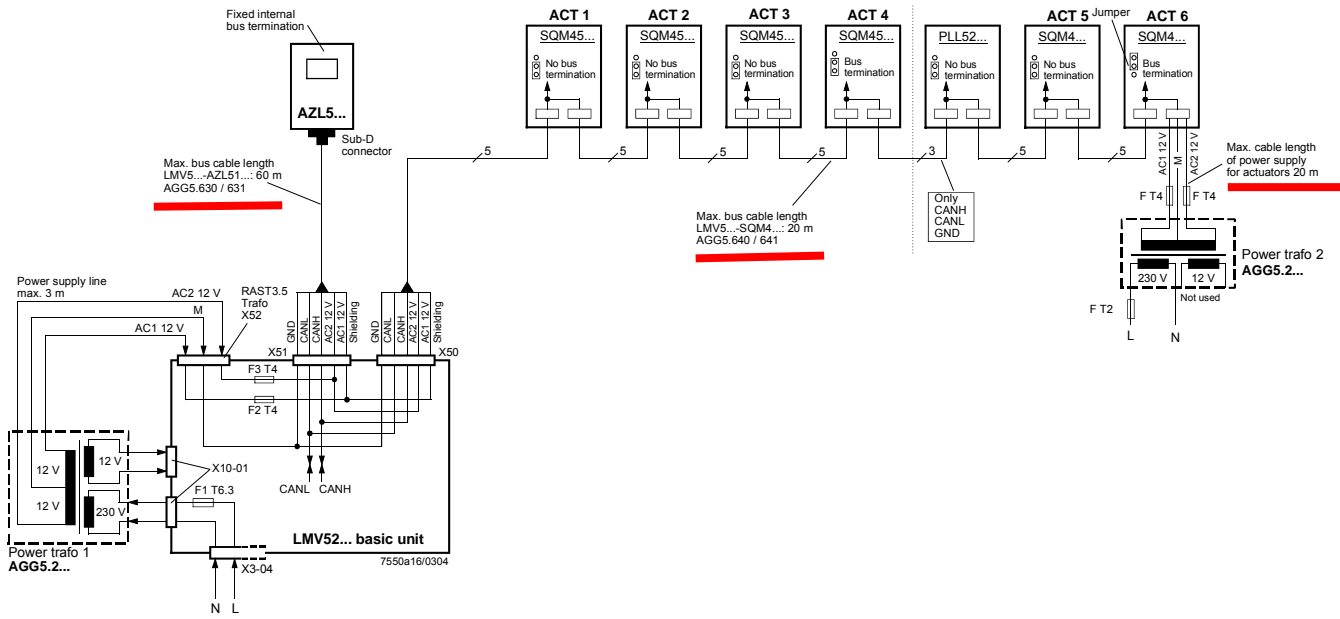 Fixed internal
bus termination
AZL5...
Sub-D
connector
Max. bus cable length
LMV5...-AZL51...: 60 m
AGG5.630 / 631
ACT 1
SQM45...
No bus
termination
ACT 2
SQM45...
No bus
termination
ACT 3
SQM45...
No bus
termination
ACT 4
SQM45...
Bus
termination
PLL52...
No bus
termination
ACT 5
SQM4...
No bus
termination
Jumper
ACT 6
SQM4...
Bus
termination
5
5
5
5
3
5
5
Max. bus cable length
LMV5...-SQM4...: 20 m
AGG5.640 / 641
Only
CANH
CANL
GND
AC1 12 V
M
AC2 12 V
Max. cable length
of power supply
for actuators 20 m
F T4
F T4
230 V
12 V
Power trafo 2
AGG5.2...
Not used
F T2
L
N
Power supply line
max. 3 m
AC2 12 V
M
AC1 12 V
RAST3.5
Trafo
X52
GND
CANL
CANH
AC2 12 V
AC1 12 V
Shielding
GND
CANL
CANH
AC2 12 V
AC1 12 V
Shielding
X51
X50
F3 T4
F2 T4
12 V
12 V
12 V
230 V
X10-01
F1 T6.3
CANL
CANH
LMV52... basic unit
Power trafo 1
AGG5.2...
X3-04
7550a16/0304
N
L